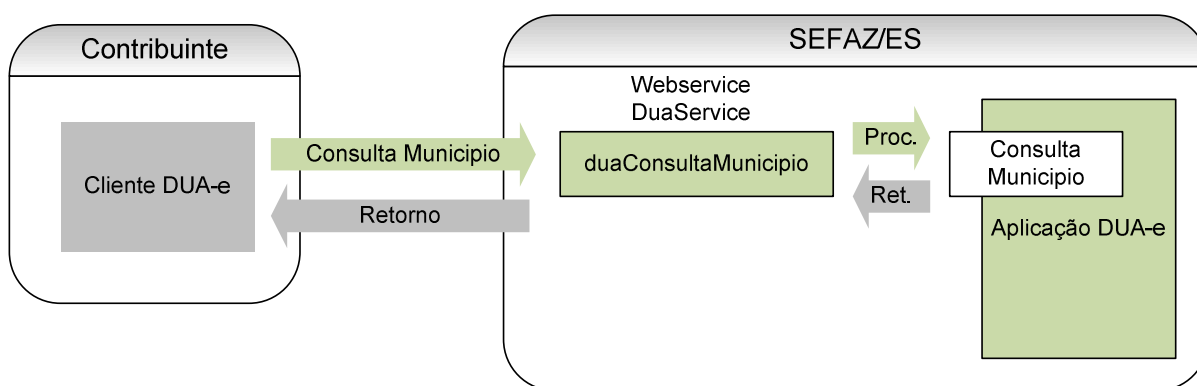 Contribuinte
SEFAZ/ES
Webservice
DuaService
Cliente DUA-e
Consulta Municipio
Retorno
duaConsultaMunicipio
Proc.
Ret.
Consulta
Municipio
Aplicação DUA-e